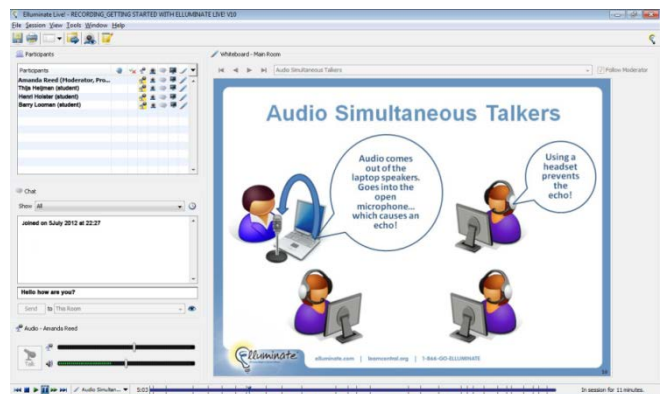 Elluminate Live! - RECORDING_GETTING STARTED WITH ELLUMINATE LIVE! V10
File Session View Tools Window Help
Participants
Participants
Amanda Reed (Moderator, Pro...
Thijs Heijman (student)
Henri Holster (student)
Barry Looman (student)
Chat
Show All
Joined on 5July 2012 at 22:27
Hello how are you?
Send to This Room
Audio - Amanda Reed
Talk
Whiteboard - Main Room
Audio Simultaneous Talkers
Follow Moderator
Audio Simultaneous Talkers
Audio comes
out of the
laptop speakers.
Goes into the
open
microphone...
which causes an
echo!
Using a
headset
prevents
the
echo!
Elluminate
elluminate.com | learncentral.org | 1-866-GO-ELLUMINATE
Audio Simultan...
5:03
In session for 11 minutes.